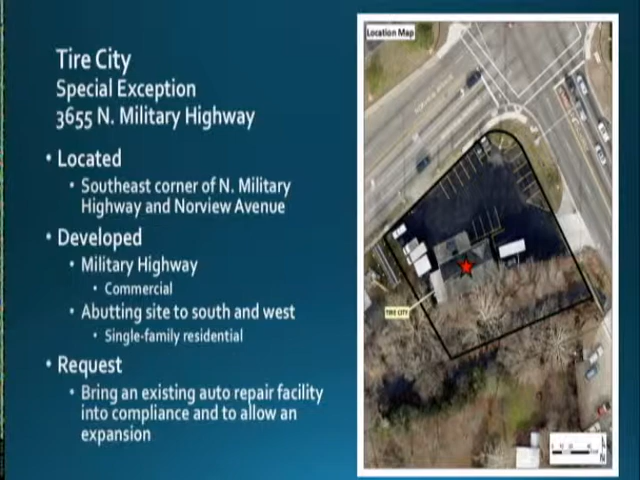 Tire City
Special Exception
3655 N. Military Highway
• Located
• Southeast corner of N. Military
Highway and Norview Avenue
• Developed
• Military Highway
• Commercial
• Abutting site to south and west
• Single-family residential
• Request
• Bring an existing auto repair facility
into compliance and to allow an
expansion
Location Map
TIRE CITY
N